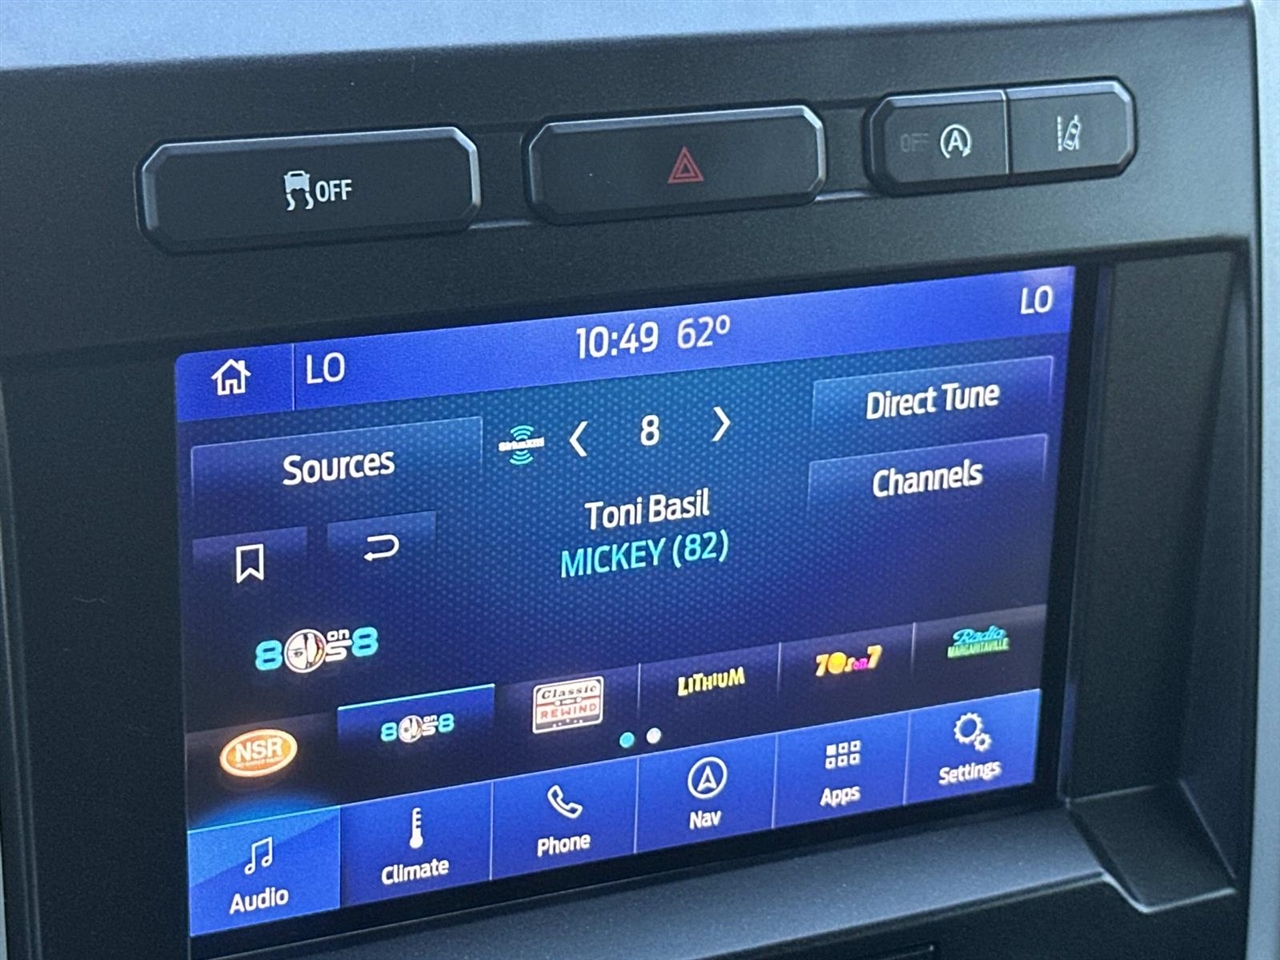 OFF
OFF A
LO
10:49 62°
LO
Sources
SiriusXM
8
Direct Tune
Channels
Toni Basil
MICKEY (82)
80s on 8
NSR
80s on 8
Classic REWIND
LITHIUM
70s on 7
Radio
MARGARITAVILLE
Audio
Climate
Phone
Nav
Apps
Settings